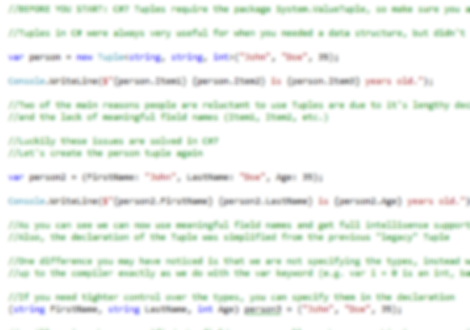 //BEFORE YOU START: C#7 Tuples require the package System.ValueTuple, so make sure you
//Tuples in C# were always very useful for when you needed a data structure, but didn't
var person = new Tuple<string, string, int>("John", "Doe", 35);
Console.WriteLine($"{person.Item1} {person.Item2} is {person.Item3} years old.");
//Two of the main reasons people are reluctant to use Tuples are due to it's lengthy
//and the lack of meaningful field names (Item1, Item2, etc.)
//Luckily these issues are solved in C#7
//Let's create the person tuple again
var person2 = (FirstName: "John", LastName: "Doe", Age: 35);
Console.WriteLine($"{person2.FirstName} {person2.LastName} is {person2.Age} years old.")
//As you can see we can now use meaningful field names and get full intellisense support
//Also, the declaration of the Tuple was simplified from the previous "legacy" Tuple
//One difference you may have noticed is that we are not specifying the types, instead
//up to the compiler exactly as we do with the var keyword (e.g. var i = 0 is an int,
//If you need tighter control over the types, you can specify them in the declaration
(string FirstName, string LastName, int Age) person3 = ("John", "Doe", 35);